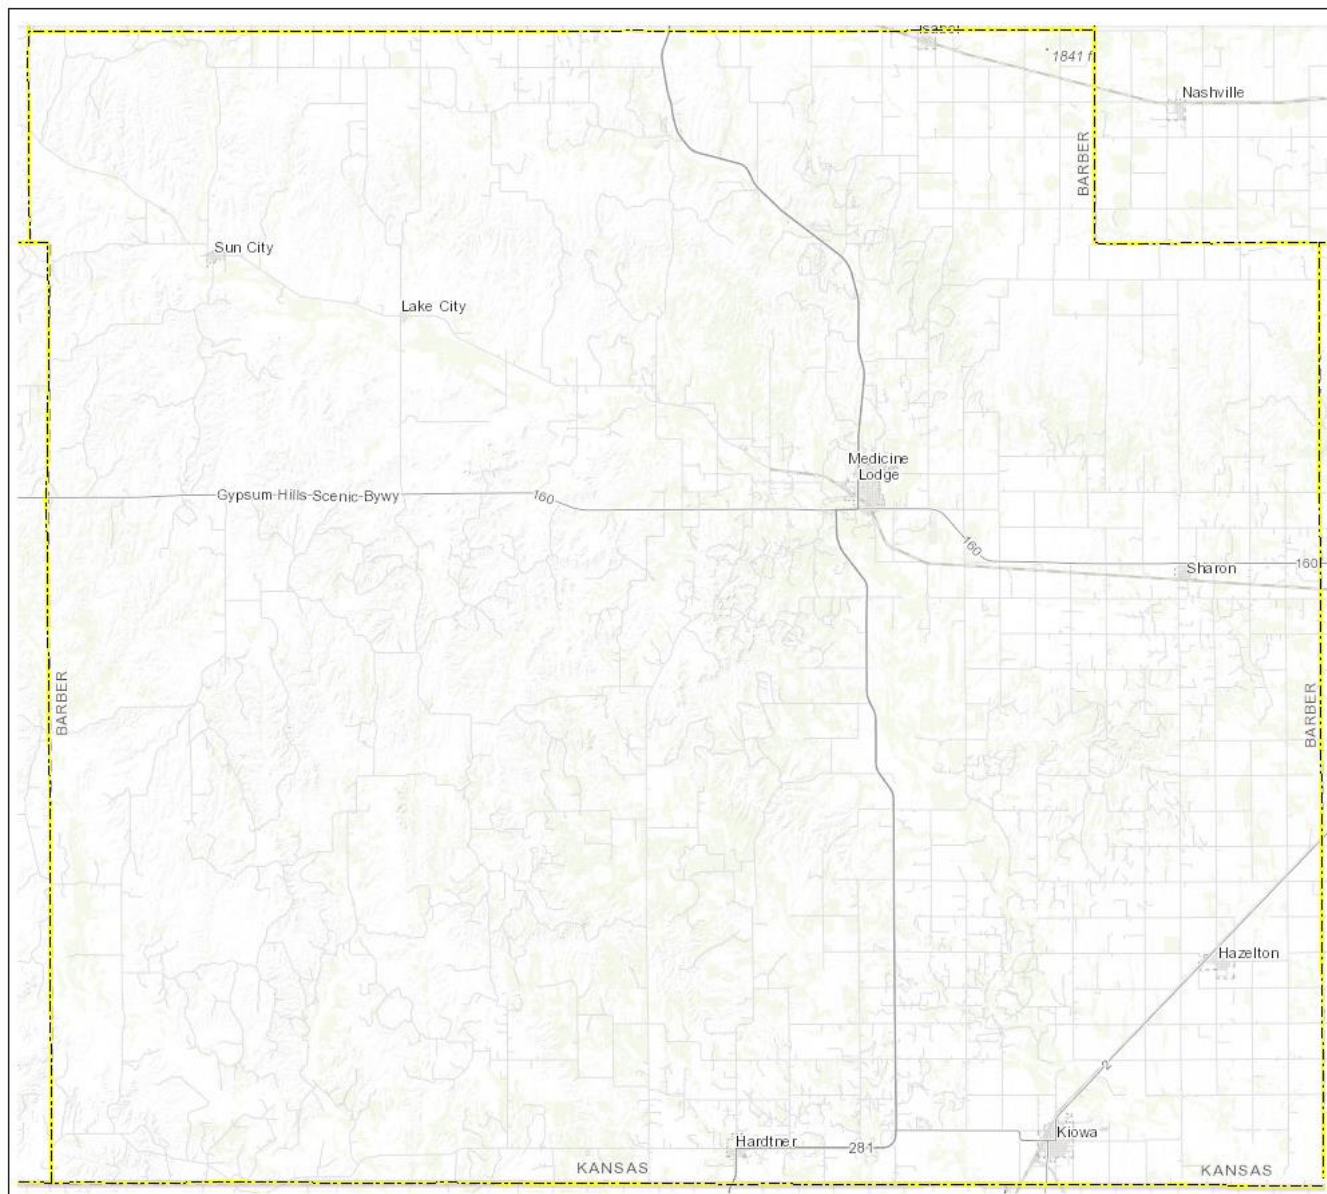 Isabel
1841 f
Nashville
BARBER
Sun City
Lake City
Medicine
Lodge
Gypsum-Hills-Scenic-Bywy
160
160
160
Sharon
BARBER
BARBER
Hazelton
2
Kiowa
Hardtner
281
KANSAS
KANSAS